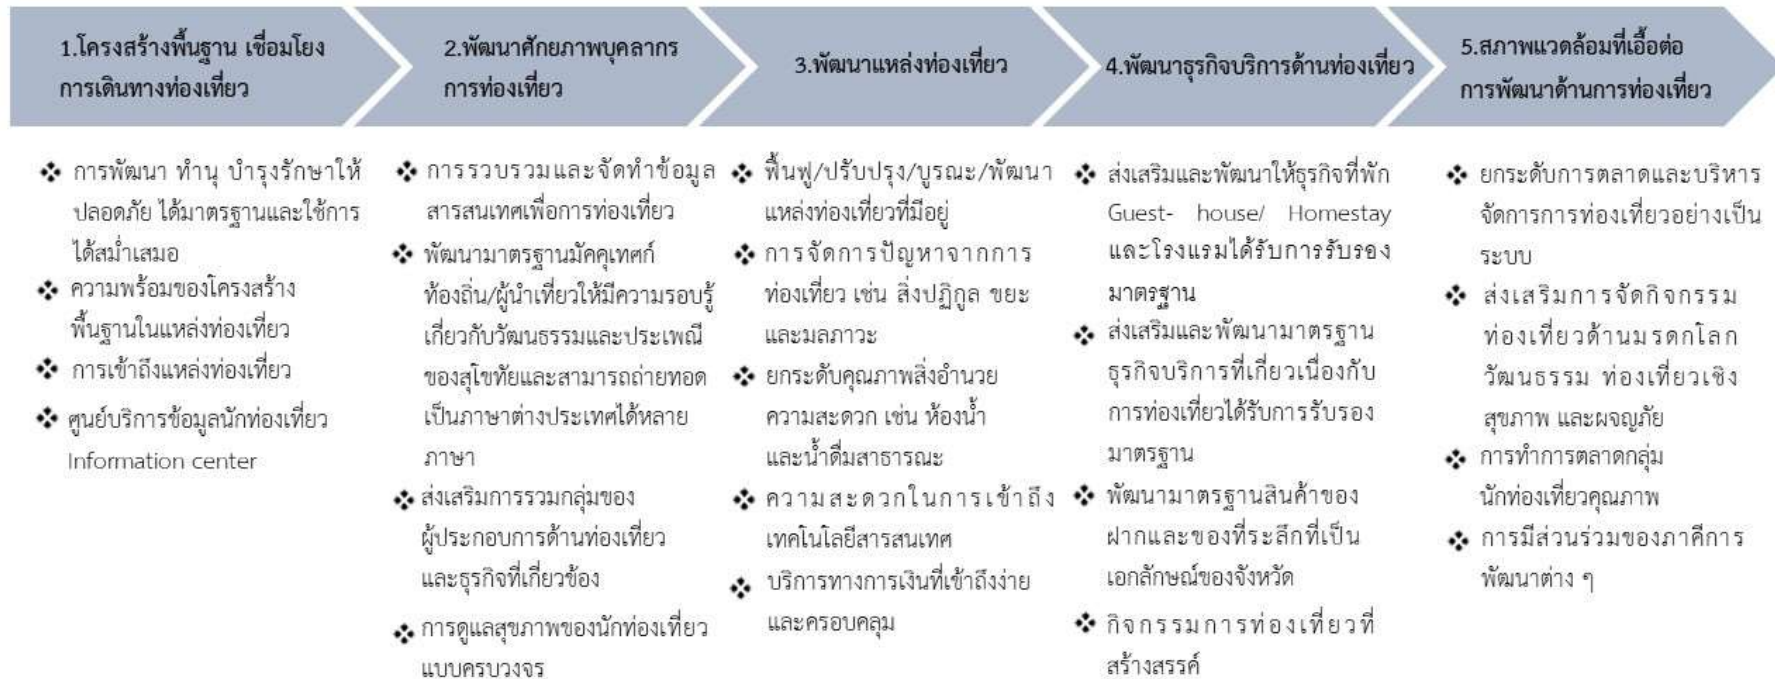 1.โครงสร้างพื้นฐาน เชื่อมโยง
การเดินทางท่องเที่ยว
2.พัฒนาศักยภาพบุคลากร
การท่องเที่ยว
3.พัฒนาแหล่งท่องเที่ยว
4.พัฒนาธุรกิจบริการด้านท่องเที่ยว
5.สภาพแวดล้อมที่เอื้อต่อ
การพัฒนาด้านการท่องเที่ยว
❖ การพัฒนา ทำนุ บำรุงรักษาให้
ปลอดภัย ได้มาตรฐานและใช้การ
ได้สม่ำเสมอ
❖ ความพร้อมของโครงสร้าง
พื้นฐานในแหล่งท่องเที่ยว
❖ การเข้าถึงแหล่งท่องเที่ยว
❖ ศูนย์บริการข้อมูลนักท่องเที่ยว
Information center
❖ การรวบรวมและจัดทำข้อมูล
สารสนเทศเพื่อการท่องเที่ยว
❖ พัฒนามาตรฐานมัคคุเทศก์
ท้องถิ่น/ผู้นำเที่ยวให้มีความรอบรู้
เกี่ยวกับวัฒนธรรมและประเพณี
ของสุโขทัยและสามารถถ่ายทอด
เป็นภาษาต่างประเทศได้หลาย
ภาษา
❖ ส่งเสริมการรวมกลุ่มของ
ผู้ประกอบการด้านท่องเที่ยว
และธุรกิจที่เกี่ยวข้อง
❖ การดูแลสุขภาพของนักท่องเที่ยว
แบบครบวงจร
❖ ฟื้นฟู/ปรับปรุง/บูรณะ/พัฒนา
แหล่งท่องเที่ยวที่มีอยู่
❖ การจัดการปัญหาจากการ
ท่องเที่ยว เช่น สิ่งปฏิกูล ขยะ
และมลภาวะ
❖ ยกระดับคุณภาพสิ่งอำนวย
ความสะดวก เช่น ห้องน้ำ
และน้ำดื่มสาธารณะ
❖ ความสะดวกในการเข้าถึง
เทคโนโลยีสารสนเทศ
❖ บริการทางการเงินที่เข้าถึงง่าย
และครอบคลุม
❖ ส่งเสริมและพัฒนาให้ธุรกิจที่พัก
Guest- house/ Homestay
และโรงแรมได้รับการรับรอง
มาตรฐาน
❖ ส่งเสริมและพัฒนามาตรฐาน
ธุรกิจบริการที่เกี่ยวเนื่องกับ
การท่องเที่ยวได้รับการรับรอง
มาตรฐาน
❖ พัฒนามาตรฐานสินค้าของ
ฝากและของที่ระลึกที่เป็น
เอกลักษณ์ของจังหวัด
❖ กิจกรรมการท่องเที่ยวที่
สร้างสรรค์
❖ ยกระดับการตลาดและบริหาร
จัดการการท่องเที่ยวอย่างเป็น
ระบบ
❖ ส่งเสริมการจัดกิจกรรม
ท่องเที่ยวด้านมรดกโลก
วัฒนธรรม ท่องเที่ยวเชิง
สุขภาพ และผจญภัย
❖ การทำการตลาดกลุ่ม
นักท่องเที่ยวคุณภาพ
❖ การมีส่วนร่วมของภาคีการ
พัฒนาต่าง ๆ